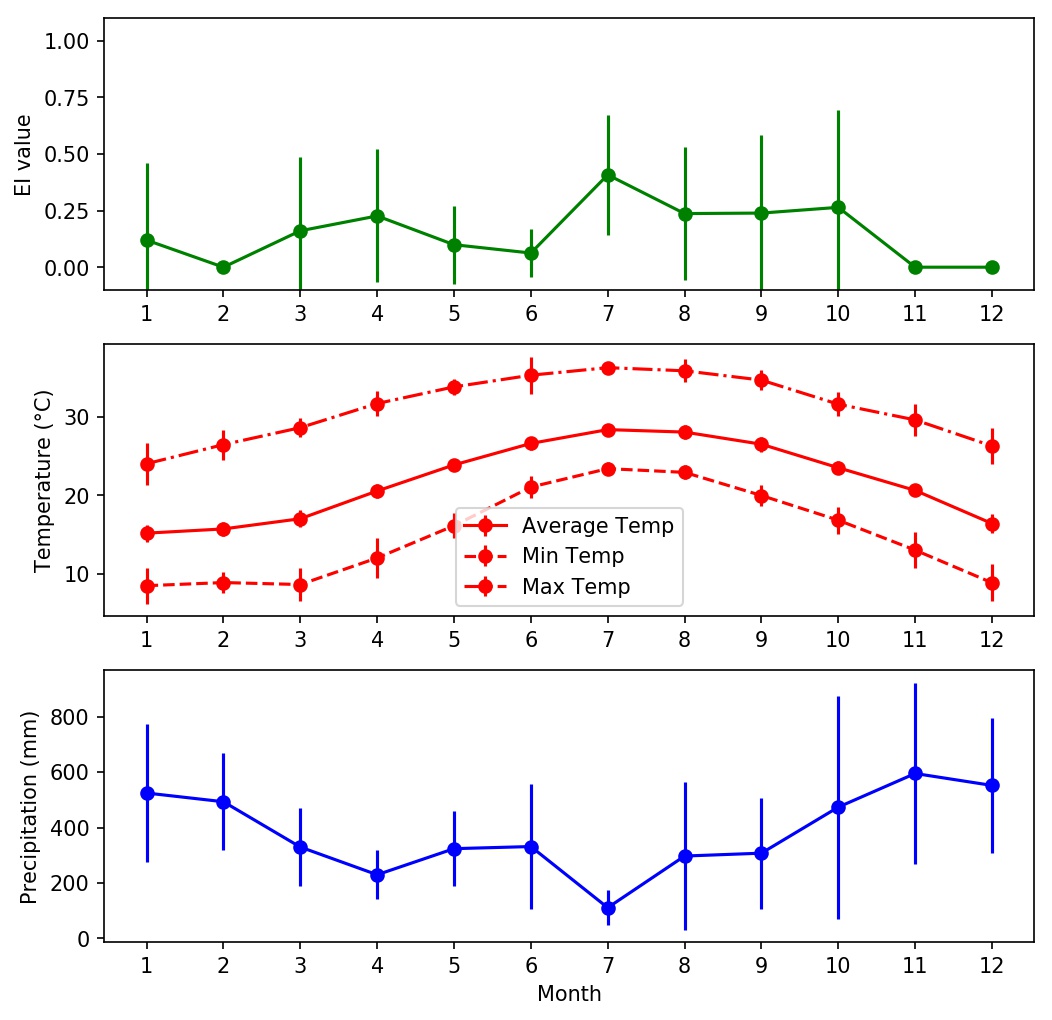 EI value
1.00
0.75
0.50
0.25
0.00
1 2 3 4 5 6 7 8 9 10 11 12
Temperature (°C)
30
20
10
Average Temp
Min Temp
Max Temp
1 2 3 4 5 6 7 8 9 10 11 12
Precipitation (mm)
800
600
400
200
0
1 2 3 4 5 6 7 8 9 10 11 12
Month